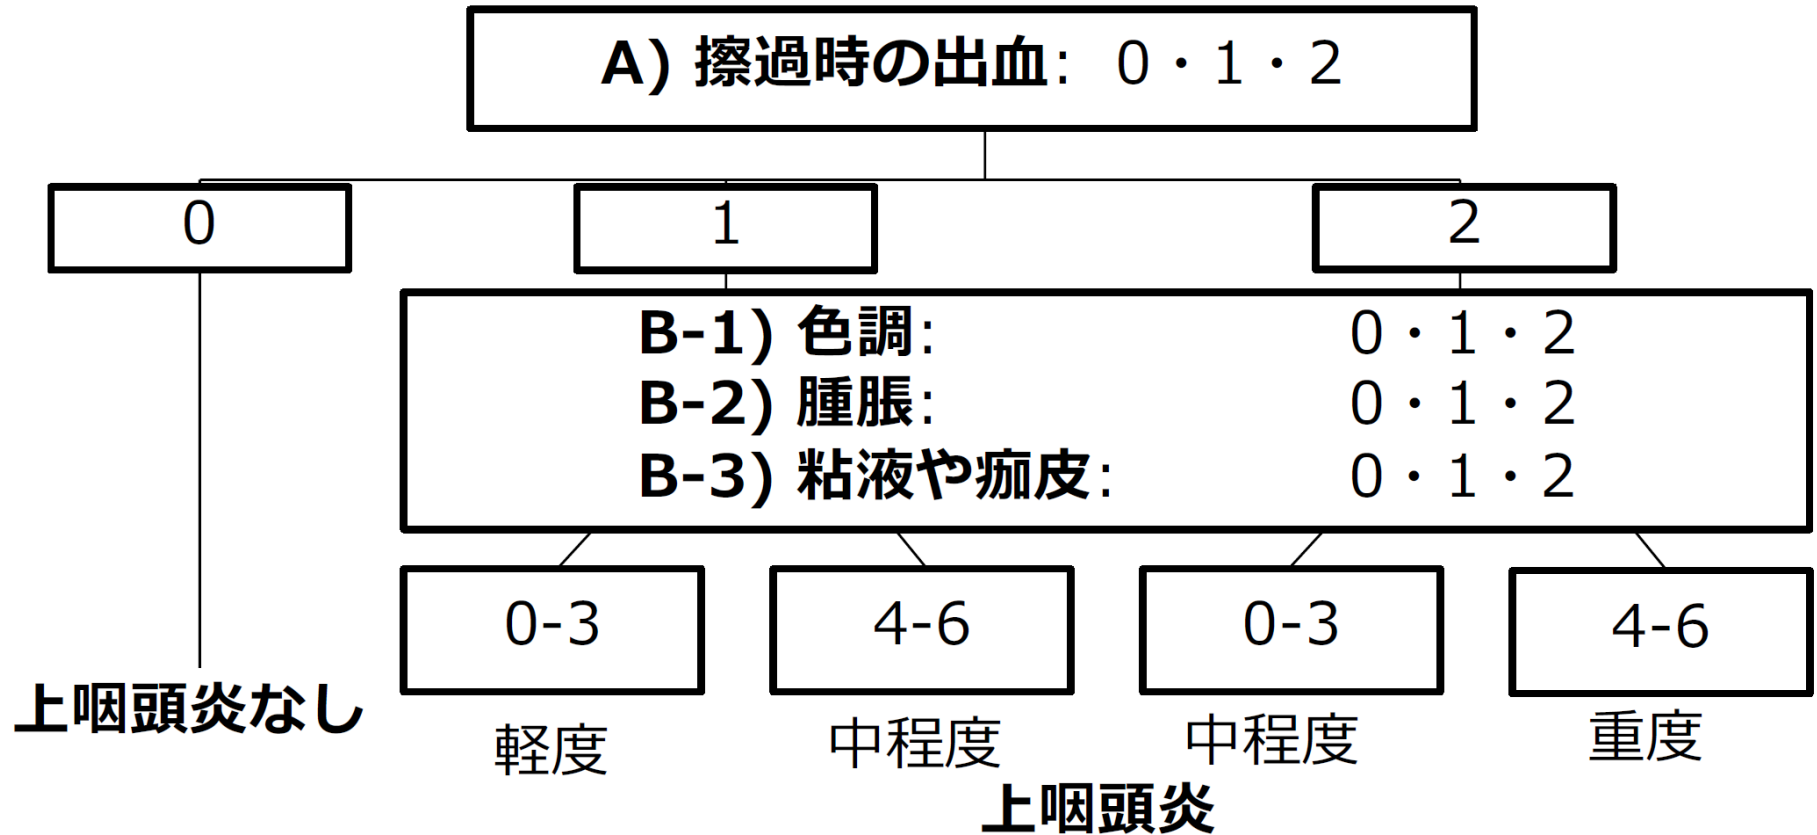 A) 擦過時の出血: 0・1・2
0
1
2
B-1) 色調: 0・1・2
B-2) 腫脹: 0・1・2
B-3) 粘液や痂皮: 0・1・2
0-3
4-6
0-3
4-6
上咽頭炎なし
軽度
中程度
中程度
重度
上咽頭炎